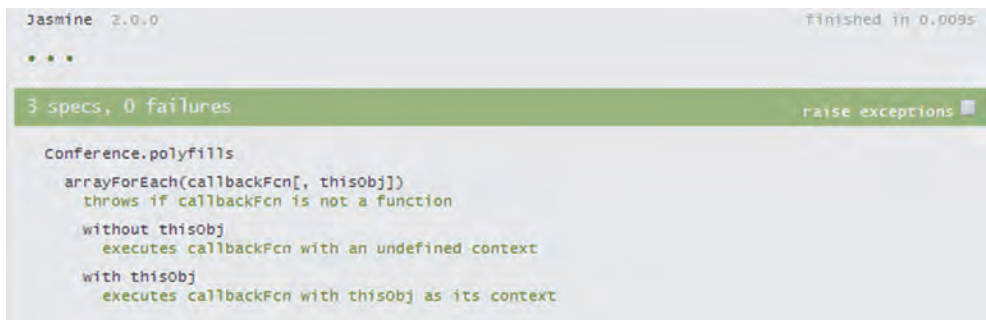 Jasmine 2.0.0 finished in 0.009s
3 specs, 0 failures raise exceptions
Conference.polyfills
arrayForEach(callbackFcn[, thisObj])
throws if callbackFcn is not a function
without thisObj
executes callbackFcn with an undefined context
with thisObj
executes callbackFcn with thisObj as its context